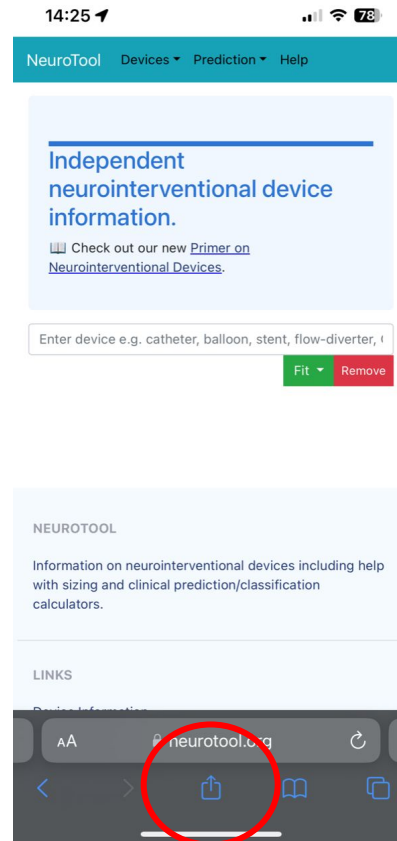 14:25
78
NeuroTool Devices Prediction Help
Independent
neurointerventional device
information.
Check out our new Primer on
Neurointerventional Devices.
Enter device e.g. catheter, balloon, stent, flow-diverter,
Fit Remove
NEUROTOOL
Information on neurointerventional devices including help
with sizing and clinical prediction/classification
calculators.
LINKS
Device Information
AA neurotool.org